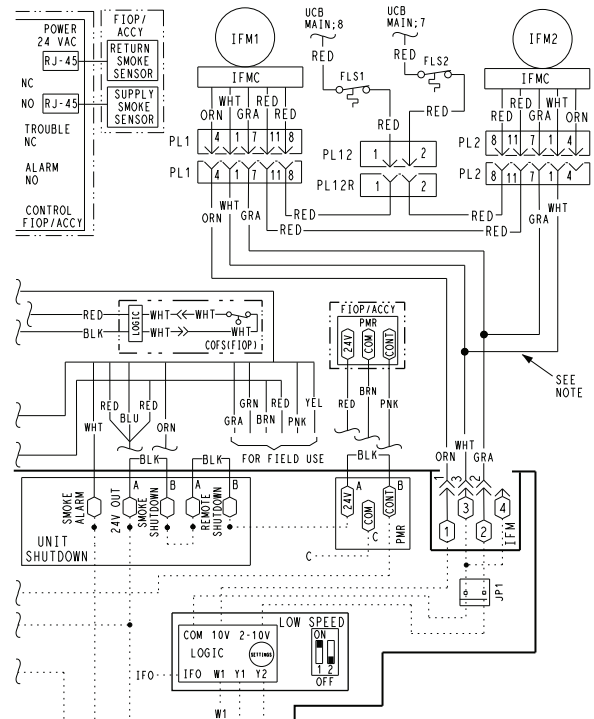 POWER
24 VAC
FIOP/
ACCY
RJ-45
RETURN
SMOKE
SENSOR
NC
NO
RJ-45
SUPPLY
SMOKE
SENSOR
TROUBLE
NC
ALARM
NO
CONTROL
FIOP/ACCY
IFM1
IFMC
WHT RED RED
ORN GRA
PL1
4 1 7 11 8
PL1
4 1 7 11 8
WHT
ORN GRA
UCB
MAIN;8
RED
FLS1
UCB
MAIN;7
RED
FLS2
RED
RED
PL12
1 2
PL12R
1 2
IFM2
IFMC
RED WHT
RED GRA ORN
PL2
8 11 7 1 4
PL2
8 11 7 1 4
WHT
GRA
RED
RED
RED
RED
RED
BLK
LOGIC
WHT WHT
WHT WHT
COFS(FIOP)
FIOP/ACCY
PMR
24V
COM
CONT
SEE
NOTE
RED RED
BLU
WHT
ORN
GRN RED YEL
GRA BRN PNK
FOR FIELD USE
BRN
RED
PNK
BLK
BLK
BLK
ORN WHT GRA
1 3 2
SMOKE
ALARM
24V OUT
A
SMOKE
SHUTDOWN
B
A
REMOTE
SHUTDOWN
B
UNIT
SHUTDOWN
24V
A
COM
C
CONT
B
PMR
C
3 4
1 2
IFM
JP1
LOW SPEED
COM 10V 2-10V
LOGIC
SETTINGS
ON
1 2
OFF
IFO
IFO W1 Y1 Y2
W1